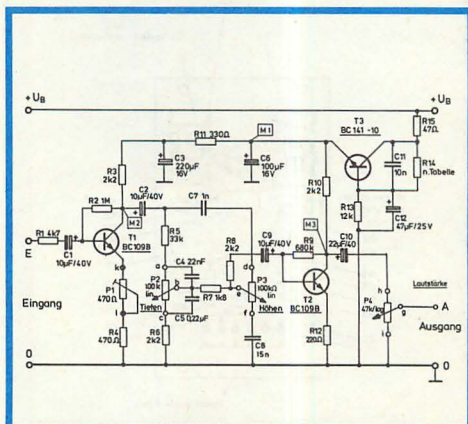 + UB
+ UB
T3
BC 141 -10
R15
47Ω
R11 330Ω
M1
C3
220µF
16V
C6
100µF
16V
C11
10n
R14
n.Tabelle
R3
2k2
R10
2k2
R13
12k
C12
47µF/25V
R2 1M
C2
10µF/40V
M2
C7 1n
M3
R1 4k7
E
C1
10µF/40V
T1
BC109B
R5
33k
C4 22nF
R8
2k2
C9
10µF/40V
R9
680k
C10
22µF/40
k
a
d
h
Lautstärke
P1
470Ω
P2
100k
lin
b
R7 1k8
e
P3
100kΩ
lin
T2
BC109B
P4
47k/log
g
A
Eingang
l
Tiefen
C5 0,22µF
Höhen
Ausgang
c
f
i
R4
470Ω
R6
2k2
C8
15n
R12
220Ω
0
0